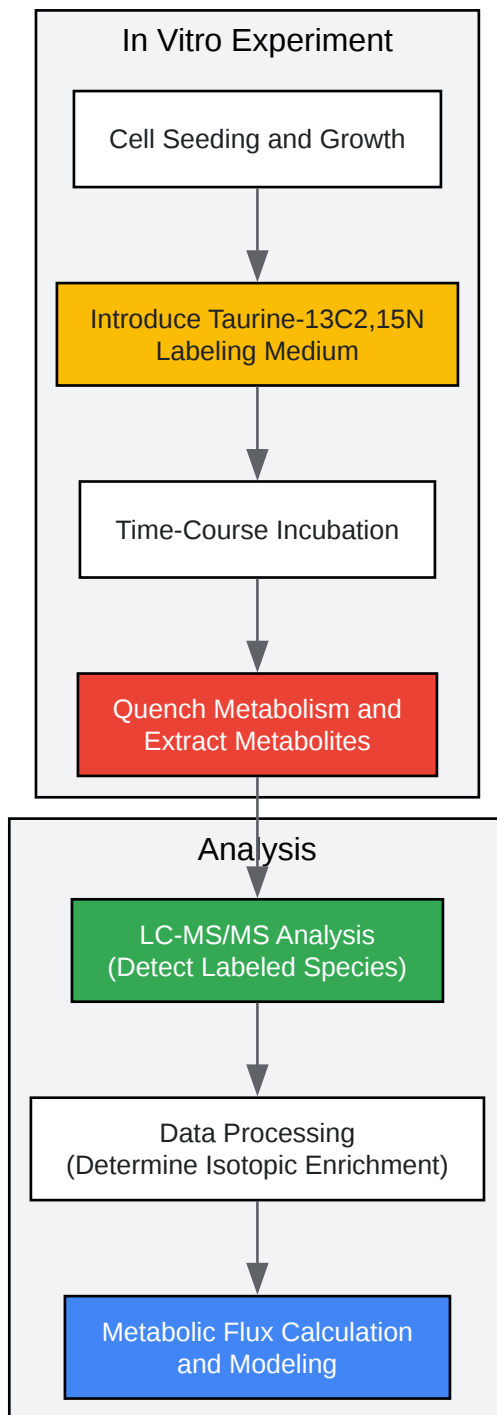 In Vitro Experiment
Cell Seeding and Growth
Introduce Taurine-13C2,15N
Labeling Medium
Time-Course Incubation
Quench Metabolism and
Extract Metabolites
Analysis
LC-MS/MS Analysis
(Detect Labeled Species)
Data Processing
(Determine Isotopic Enrichment)
Metabolic Flux Calculation
and Modeling